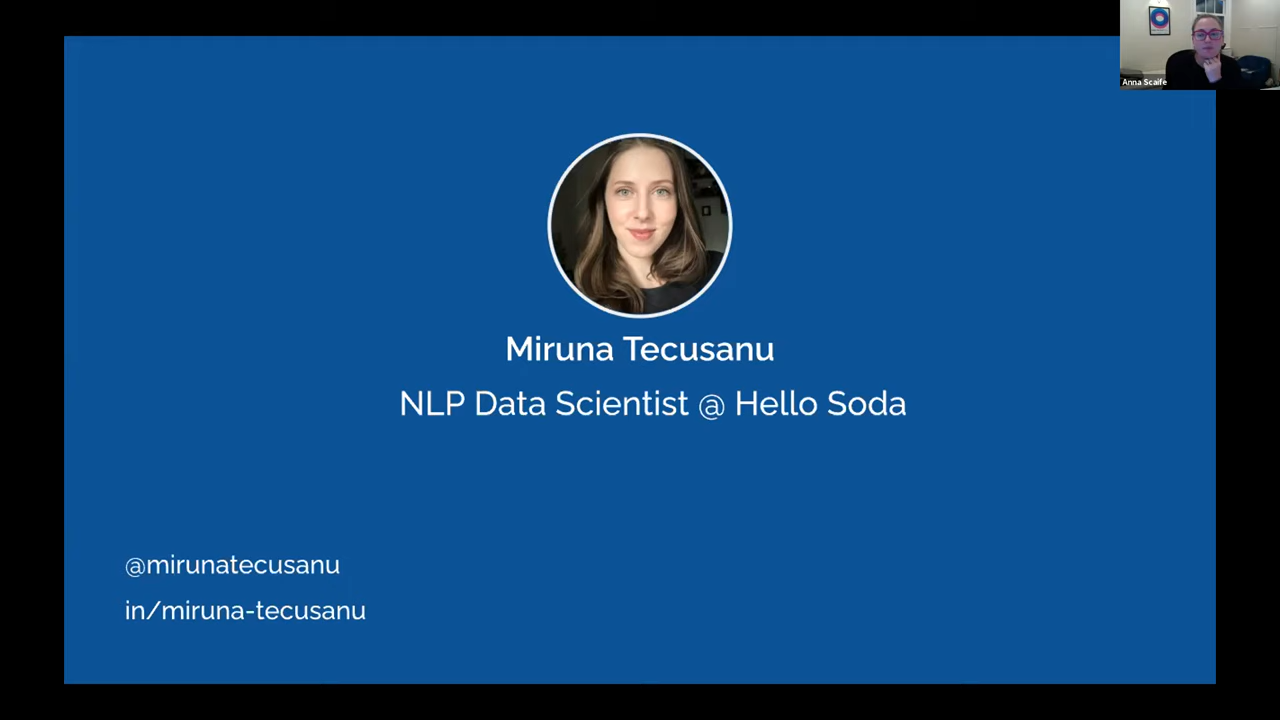 Anna Scaife
Miruna Tecusanu
NLP Data Scientist @ Hello Soda
@mirunatecusanu
in/miruna-tecusanu